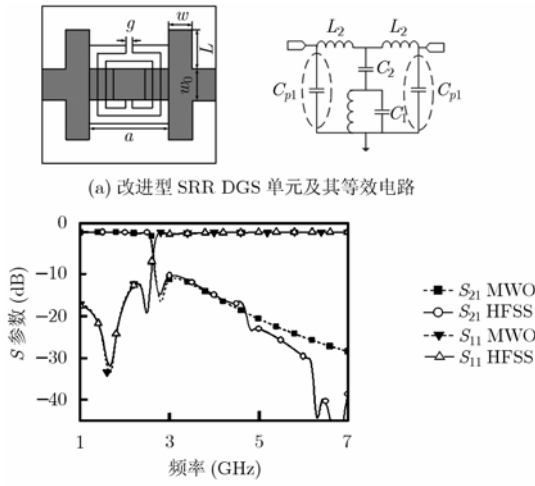 g
w
L
w0
a
L2
L2
C2
Cp1
C1
Cp1
(a) 改进型 SRR DGS 单元及其等效电路
0
−10
−20
−30
−40
S 参数 (dB)
1
3
5
7
频率 (GHz)
S21 MWO
S21 HFSS
S11 MWO
S11 HFSS